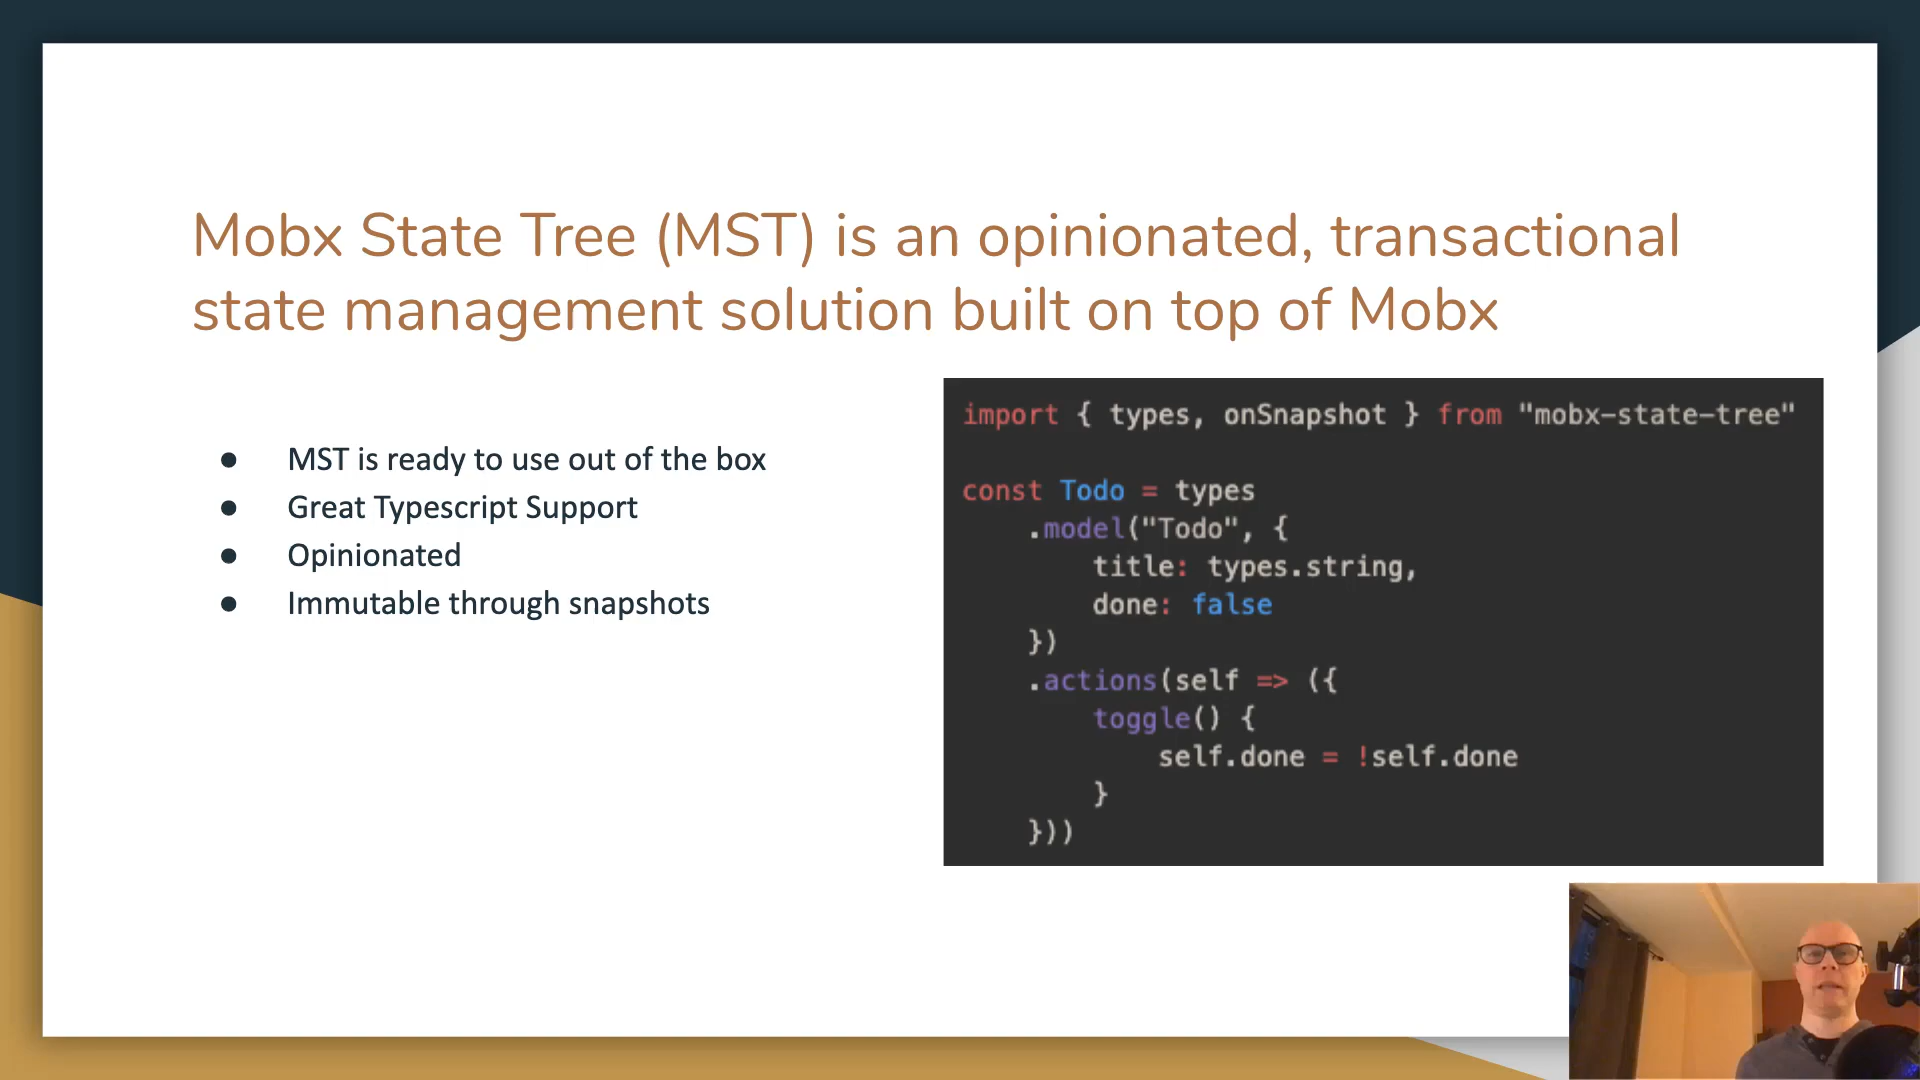 Mobx State Tree (MST) is an opinionated, transactional
state management solution built on top of Mobx
● MST is ready to use out of the box
● Great Typescript Support
● Opinionated
● Immutable through snapshots
import { types, onSnapshot } from "mobx-state-tree"
const Todo = types
.model("Todo", {
title: types.string,
done: false
})
.actions(self => ({
toggle() {
self.done = !self.done
}
}))